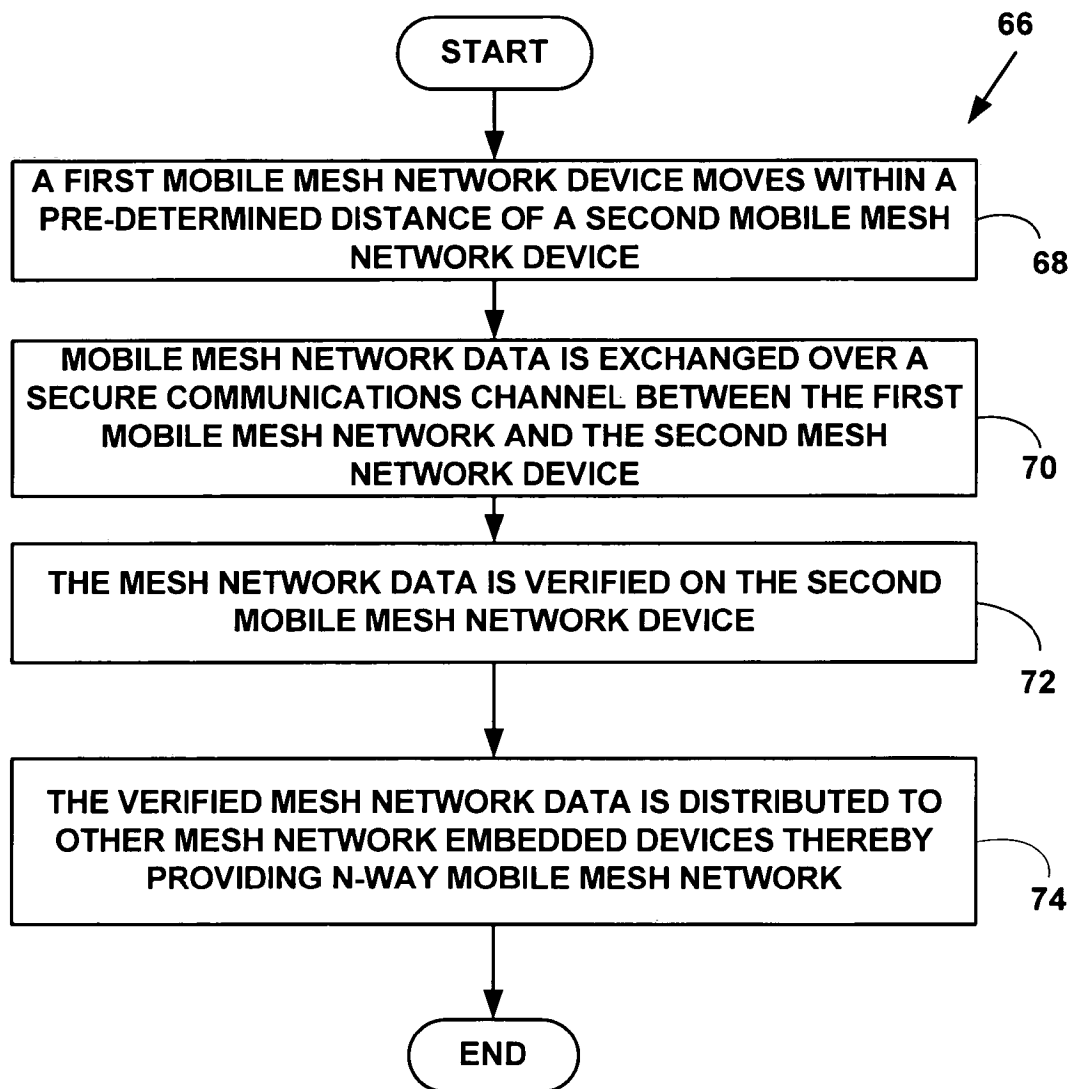 66
START
A FIRST MOBILE MESH NETWORK DEVICE MOVES WITHIN A
PRE-DETERMINED DISTANCE OF A SECOND MOBILE MESH
NETWORK DEVICE
68
MOBILE MESH NETWORK DATA IS EXCHANGED OVER A
SECURE COMMUNICATIONS CHANNEL BETWEEN THE FIRST
MOBILE MESH NETWORK AND THE SECOND MESH
NETWORK DEVICE
70
THE MESH NETWORK DATA IS VERIFIED ON THE SECOND
MOBILE MESH NETWORK DEVICE
72
THE VERIFIED MESH NETWORK DATA IS DISTRIBUTED TO
OTHER MESH NETWORK EMBEDDED DEVICES THEREBY
PROVIDING N-WAY MOBILE MESH NETWORK
74
END